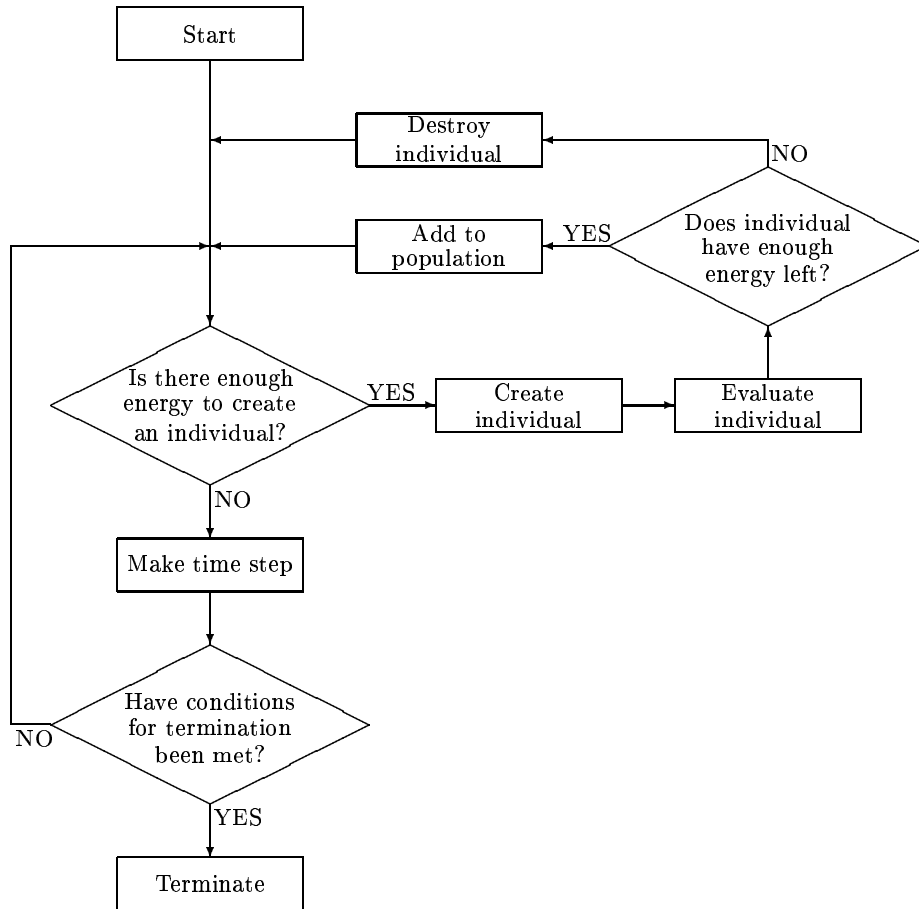 Start
Destroy
individual
NO
Does individual
have enough
energy left?
YES
Add to
population
Is there enough
energy to create
an individual?
YES
Create
individual
Evaluate
individual
NO
Make time step
Have conditions
for termination
been met?
NO
YES
Terminate